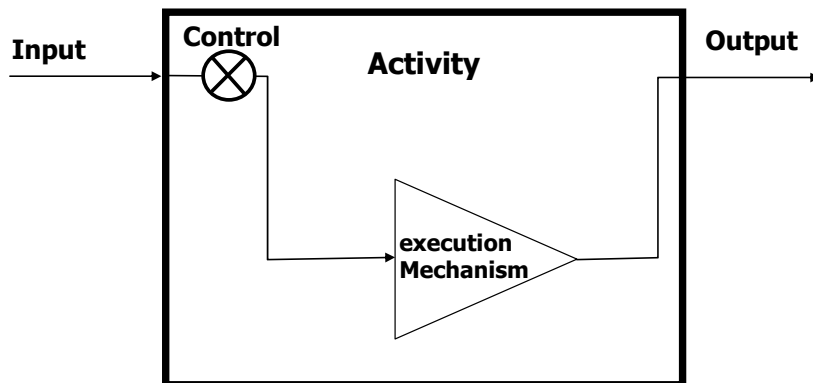 Input
Control
Activity
Output
execution
Mechanism